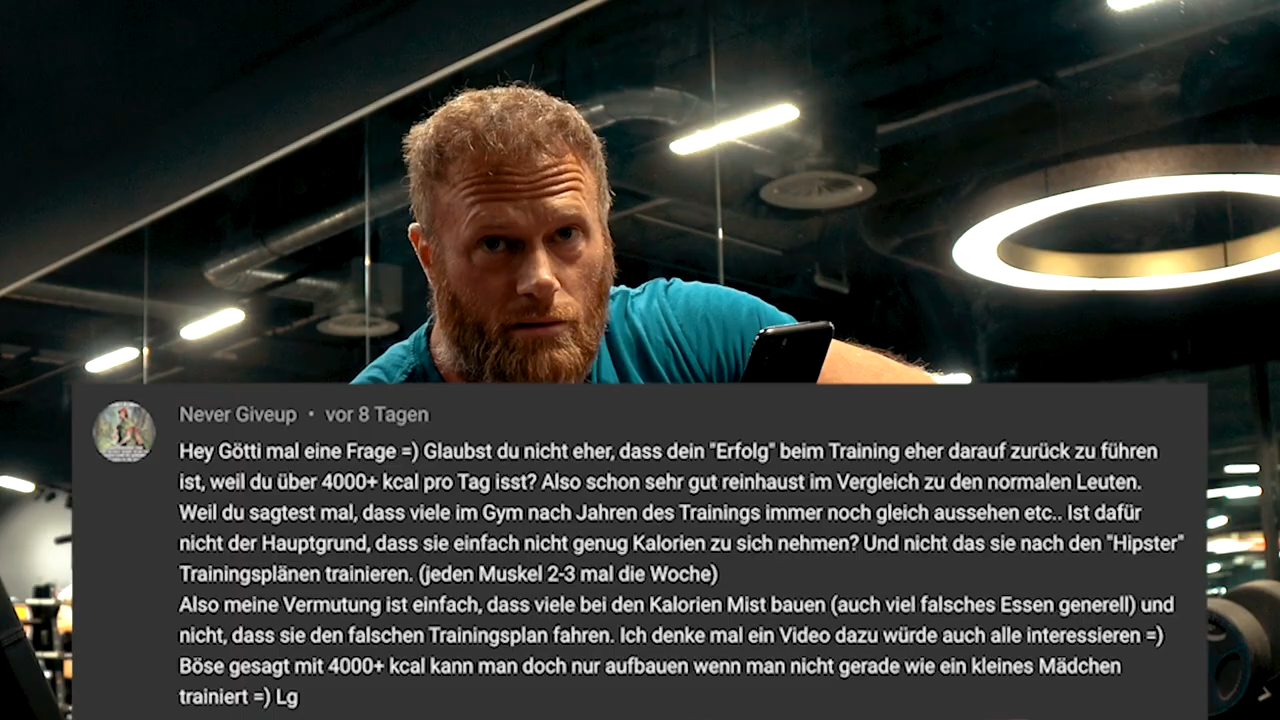 Never Giveup • vor 8 Tagen
Hey Götti mal eine Frage =) Glaubst du nicht eher, dass dein "Erfolg" beim Training eher darauf zurück zu führen
ist, weil du über 4000+ kcal pro Tag isst? Also schon sehr gut reinhaust im Vergleich zu den normalen Leuten.
Weil du sagtest mal, dass viele im Gym nach Jahren des Trainings immer noch gleich aussehen etc.. Ist dafür
nicht der Hauptgrund, dass sie einfach nicht genug Kalorien zu sich nehmen? Und nicht das sie nach den "Hipster"
Trainingsplänen trainieren. (jeden Muskel 2-3 mal die Woche)
Also meine Vermutung ist einfach, dass viele bei den Kalorien Mist bauen (auch viel falsches Essen generell) und
nicht, dass sie den falschen Trainingsplan fahren. Ich denke mal ein Video dazu würde auch alle interessieren =)
Böse gesagt mit 4000+ kcal kann man doch nur aufbauen wenn man nicht gerade wie ein kleines Mädchen
trainiert =) Lg